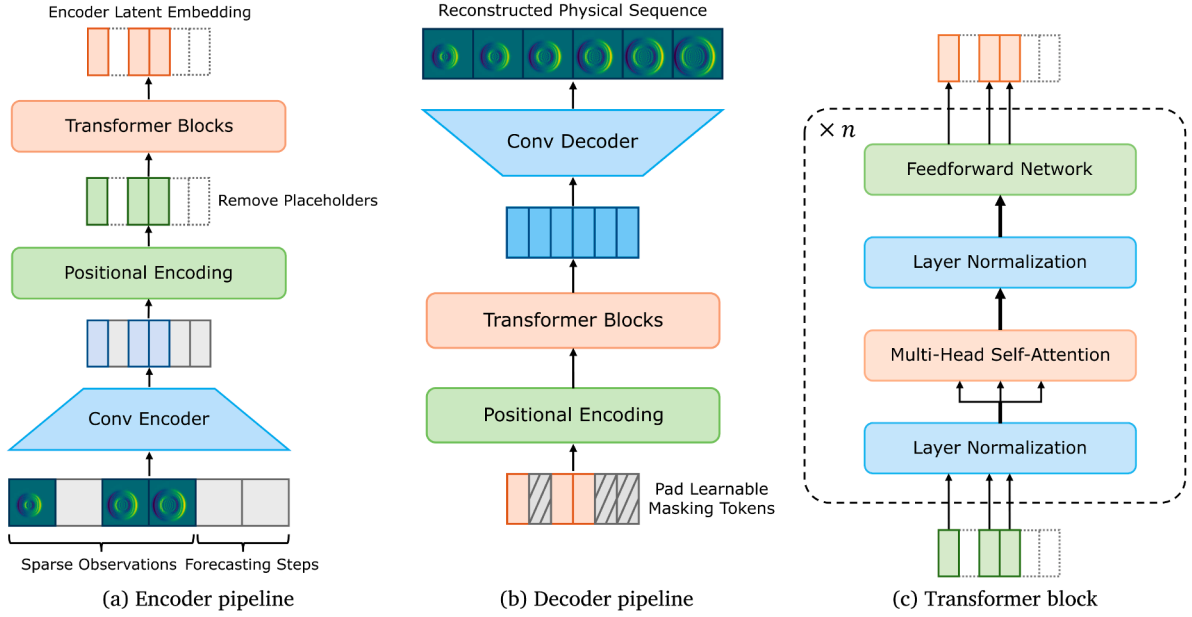 Encoder Latent Embedding
Transformer Blocks
Remove Placeholders
Positional Encoding
Conv Encoder
Sparse Observations
Forecasting Steps
(a) Encoder pipeline
Reconstructed Physical Sequence
Conv Decoder
Transformer Blocks
Positional Encoding
Pad Learnable
Masking Tokens
(b) Decoder pipeline
× n
Feedforward Network
Layer Normalization
Multi-Head Self-Attention
Layer Normalization
(c) Transformer block